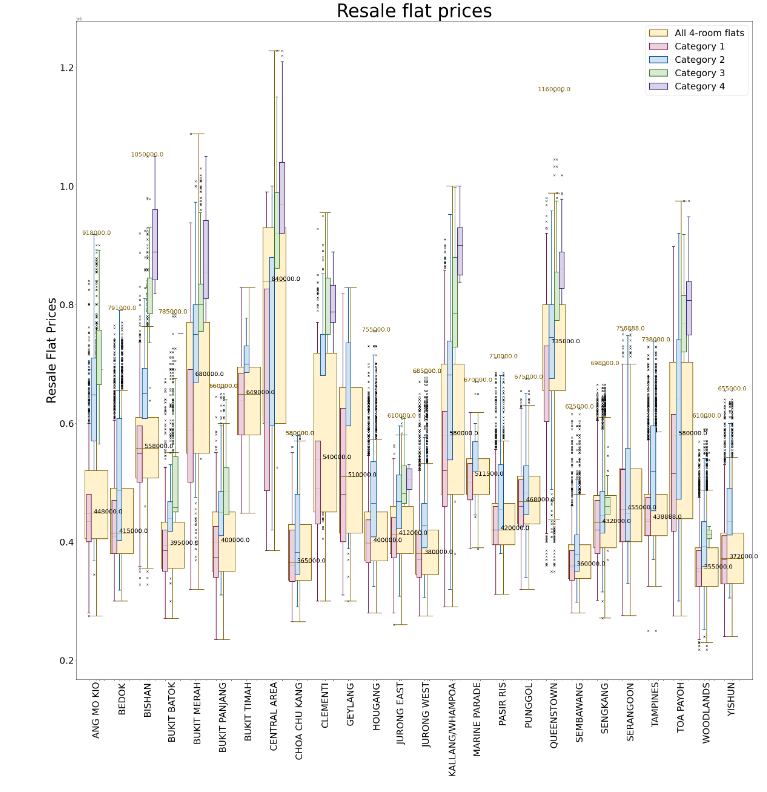 Resale flat prices
All 4-room flats
Category 1
Category 2
Category 3
Category 4
Resale Flat Prices
1.2
1.0
0.8
0.6
0.4
0.2
1160000.0
1050000.0
918000.0
791000.0
785000.0
840000.0
755000.0
756888.0
738000.0
735000.0
710000.0
685000.0
680000.0
670000.0
675000.0
660000.0
698000.0
655000.0
649000.0
625000.0
610000.0
610000.0
580000.0
580000.0
580000.0
558000.0
540000.0
510000.0
511500.0
468000.0
455000.0
448000.0
438888.0
432000.0
420000.0
415000.0
412000.0
400000.0
400000.0
395000.0
380000.0
372000.0
365000.0
360000.0
355000.0
ANG MO KIO
BEDOK
BISHAN
BUKIT BATOK
BUKIT MERAH
BUKIT PANJANG
BUKIT TIMAH
CENTRAL AREA
CHOA CHU KANG
CLEMENTI
GEYLANG
HOUGANG
JURONG EAST
JURONG WEST
KALLANG/WHAMPOA
MARINE PARADE
PASIR RIS
PUNGGOL
QUEENSTOWN
SEMBAWANG
SENGKANG
SERANGOON
TAMPINES
TOA PAYOH
WOODLANDS
YISHUN